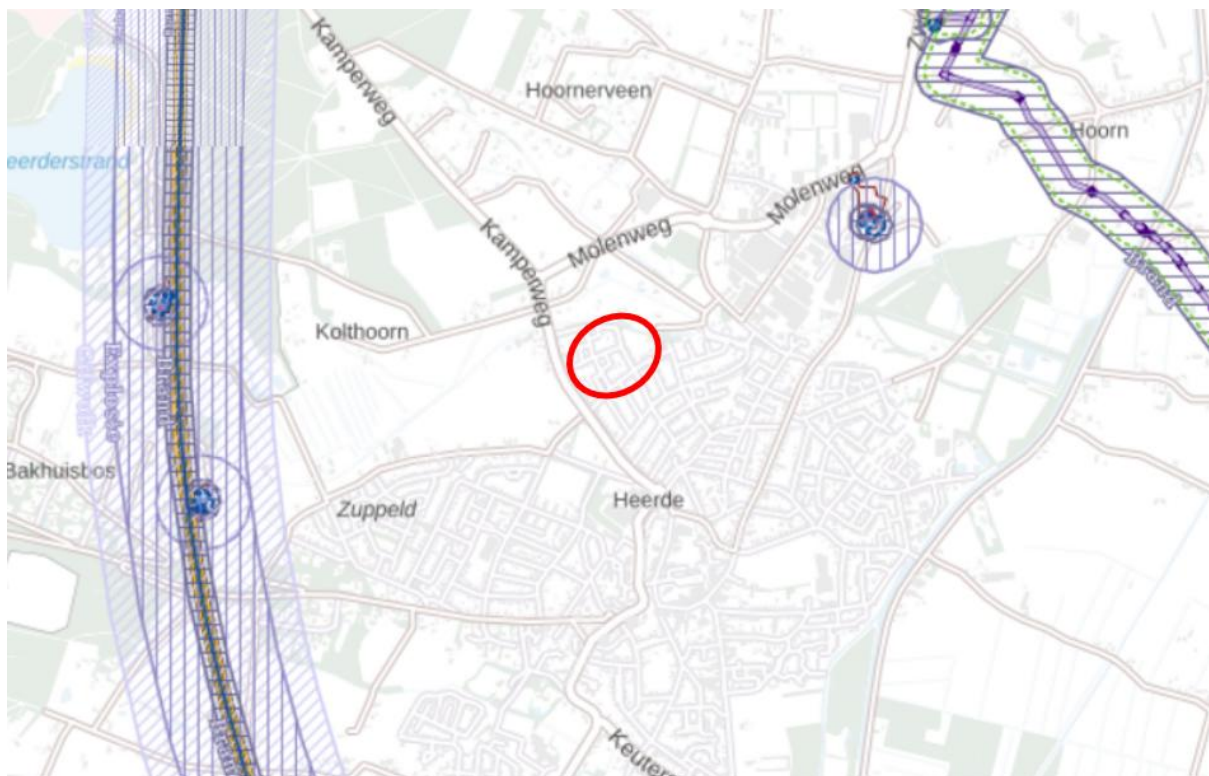 Kamperweg
Hoornerveen
Hoorn
eerderstrand
Molenweg
Kamperweg
Molenweg
Brand
Kolthoorn
Brand
Explosie
Bakhuisbos
Zuppeld
Heerde
Keuter